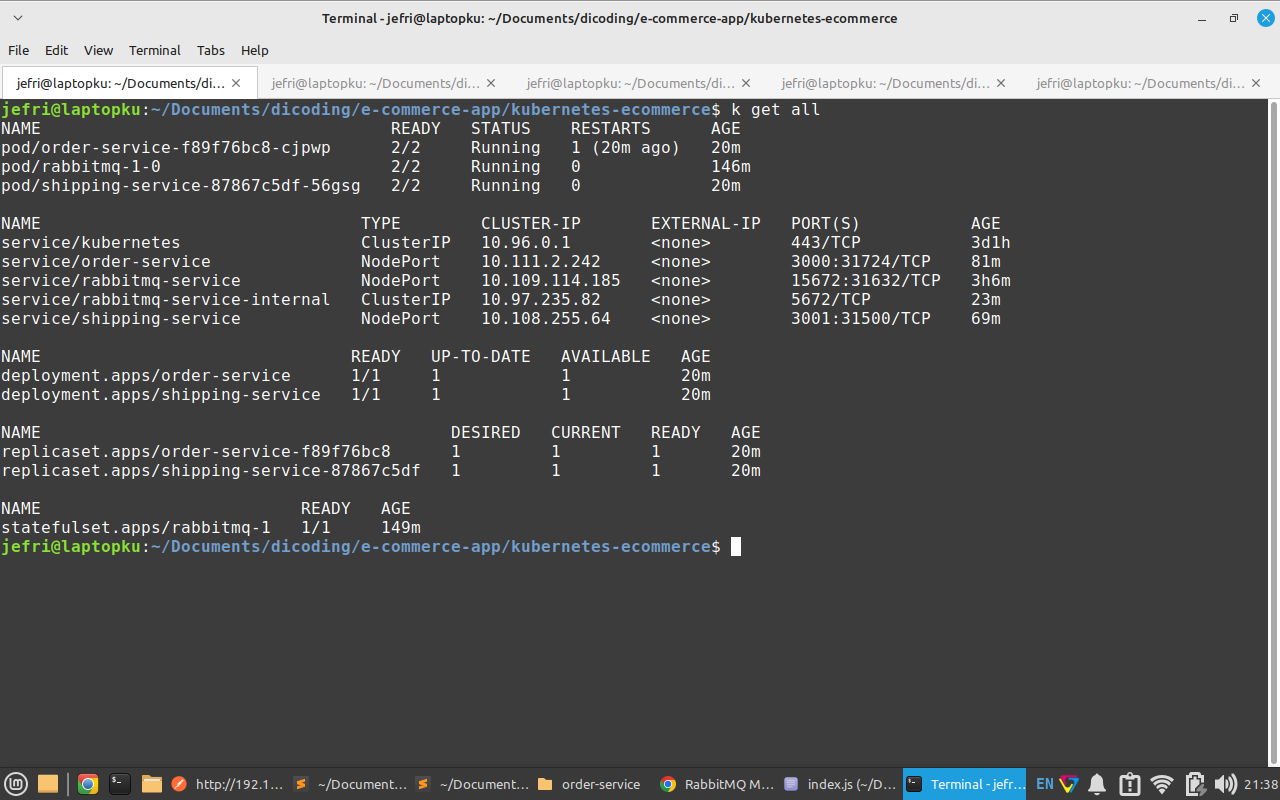 Terminal - jefri@laptopku: ~/Documents/dicoding/e-commerce-app/kubernetes-ecommerce
File Edit View Terminal Tabs Help
jefri@laptopku: ~/Documents/di... jefri@laptopku: ~/Documents/di... jefri@laptopku: ~/Documents/di... jefri@laptopku: ~/Documents/di... jefri@laptopku: ~/Documents/di...
jefri@laptopku:~/Documents/dicoding/e-commerce-app/kubernetes-ecommerce$ k get all
NAME READY STATUS RESTARTS AGE
pod/order-service-f89f76bc8-cjpwp 2/2 Running 1 (20m ago) 20m
pod/rabbitmq-1-0 2/2 Running 0 146m
pod/shipping-service-87867c5df-56gsg 2/2 Running 0 20m
NAME TYPE CLUSTER-IP EXTERNAL-IP PORT(S) AGE
service/kubernetes ClusterIP 10.96.0.1 <none> 443/TCP 3d1h
service/order-service NodePort 10.111.2.242 <none> 3000:31724/TCP 81m
service/rabbitmq-service NodePort 10.109.114.185 <none> 15672:31632/TCP 3h6m
service/rabbitmq-service-internal ClusterIP 10.97.235.82 <none> 5672/TCP 23m
service/shipping-service NodePort 10.108.255.64 <none> 3001:31500/TCP 69m
NAME READY UP-TO-DATE AVAILABLE AGE
deployment.apps/order-service 1/1 1 1 20m
deployment.apps/shipping-service 1/1 1 1 20m
NAME DESIRED CURRENT READY AGE
replicaset.apps/order-service-f89f76bc8 1 1 1 20m
replicaset.apps/shipping-service-87867c5df 1 1 1 20m
NAME READY AGE
statefulset.apps/rabbitmq-1 1/1 149m
jefri@laptopku:~/Documents/dicoding/e-commerce-app/kubernetes-ecommerce$
http://192.1... ~/Document... ~/Document... order-service RabbitMQ M... index.js (~/D... Terminal - jefr... EN 21:38